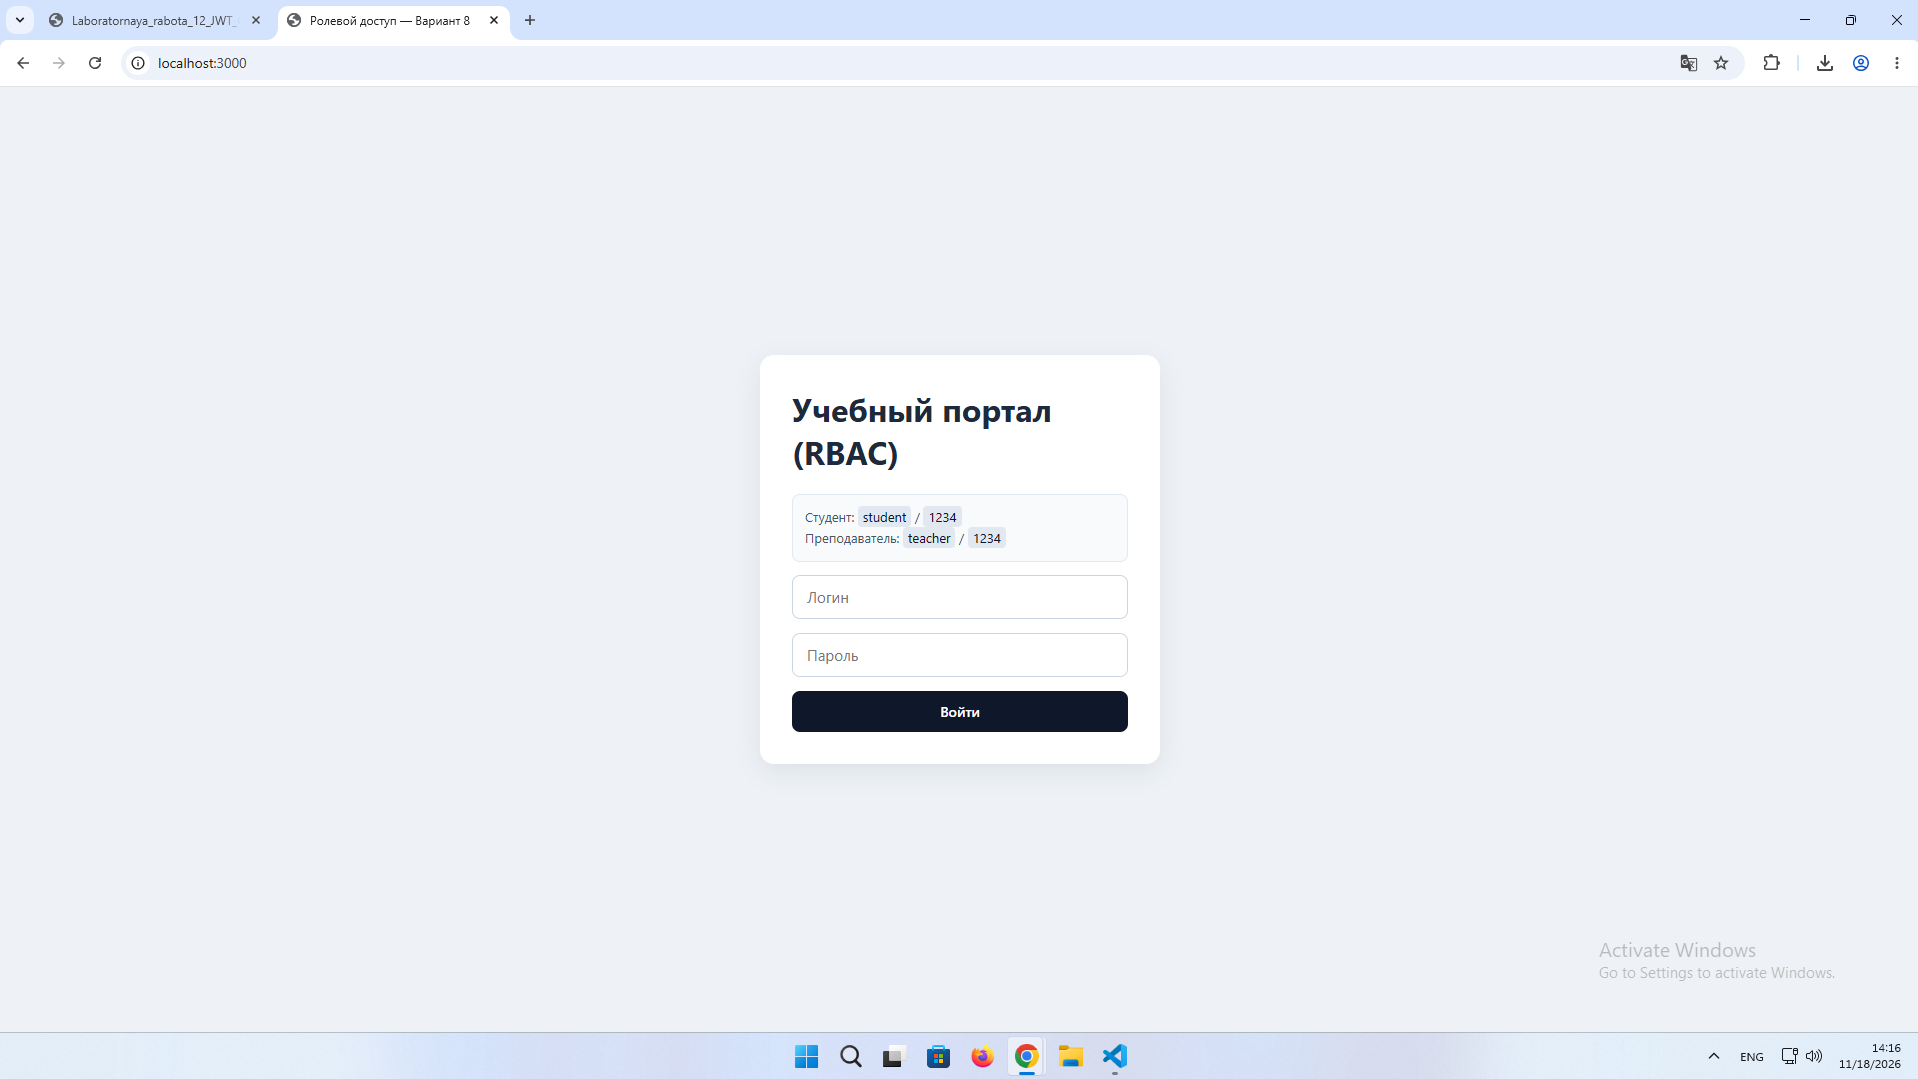 Laboratornaya_rabota_12_JWT_
Ролевой доступ — Вариант 8
localhost:3000
Учебный портал
(RBAC)
Студент: student / 1234
Преподаватель: teacher / 1234
Логин
Пароль
Войти
Activate Windows
Go to Settings to activate Windows.
ENG
14:16
11/18/2026